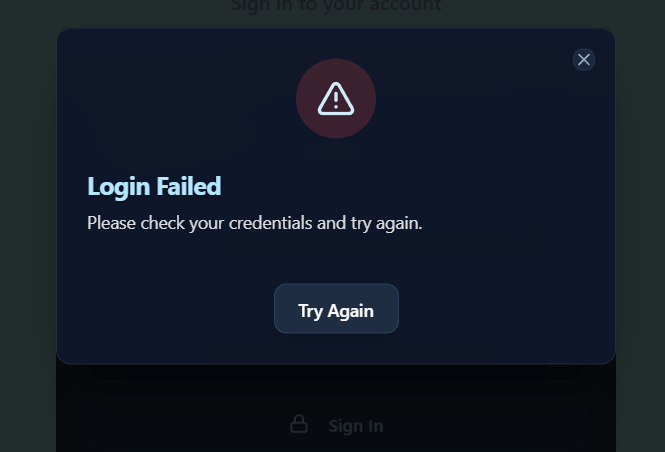 Sign in to your account
Login Failed
Please check your credentials and try again.
Try Again
Sign In